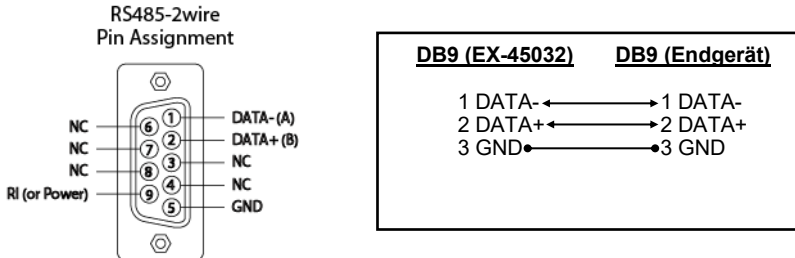 RS485-2wire
Pin Assignment
NC
NC
NC
RI (or Power)
6
7
8
9
1
2
3
4
5
DATA- (A)
DATA+ (B)
NC
NC
GND
DB9 (EX-45032) DB9 (Endgerät)
1 DATA- 1 DATA-
2 DATA+ 2 DATA+
3 GND 3 GND